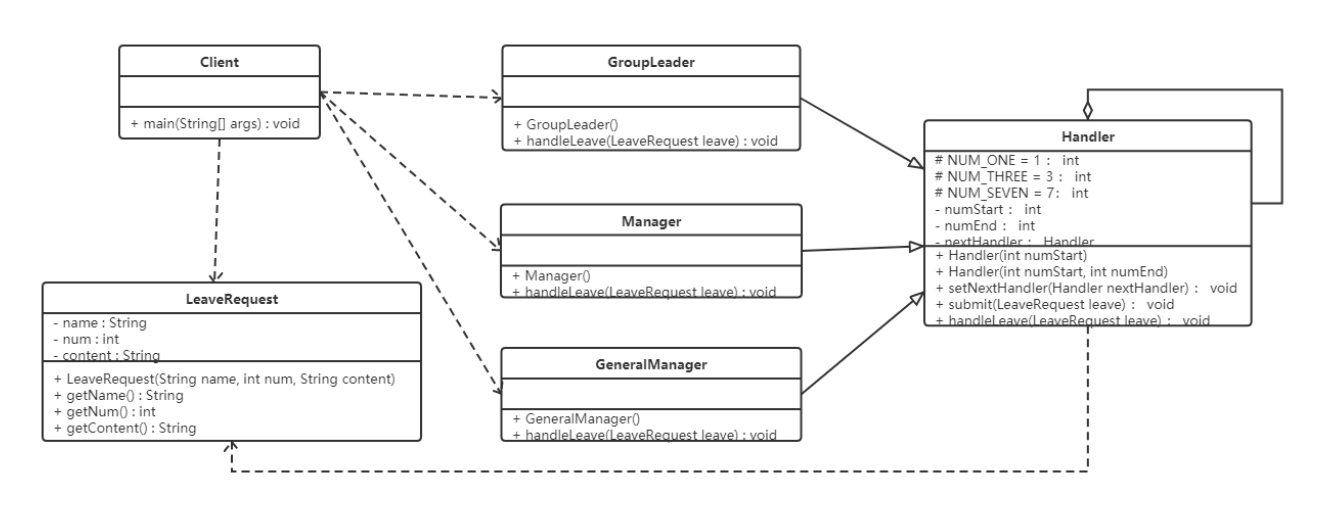 Client
+ main(String[] args) : void
GroupLeader
+ GroupLeader()
+ handleLeave(LeaveRequest leave) : void
Handler
# NUM_ONE = 1 : int
# NUM_THREE = 3 : int
# NUM_SEVEN = 7 : int
- numStart : int
- numEnd : int
- nextHandler : Handler
+ Handler(int numStart)
+ Handler(int numStart, int numEnd)
+ setNextHandler(Handler nextHandler) : void
+ submit(LeaveRequest leave) : void
+ handleLeave(LeaveRequest leave) : void
Manager
+ Manager()
+ handleLeave(LeaveRequest leave) : void
LeaveRequest
- name : String
- num : int
- content : String
+ LeaveRequest(String name, int num, String content)
+ getName() : String
+ getNum() : int
+ getContent() : String
GeneralManager
+ GeneralManager()
+ handleLeave(LeaveRequest leave) : void